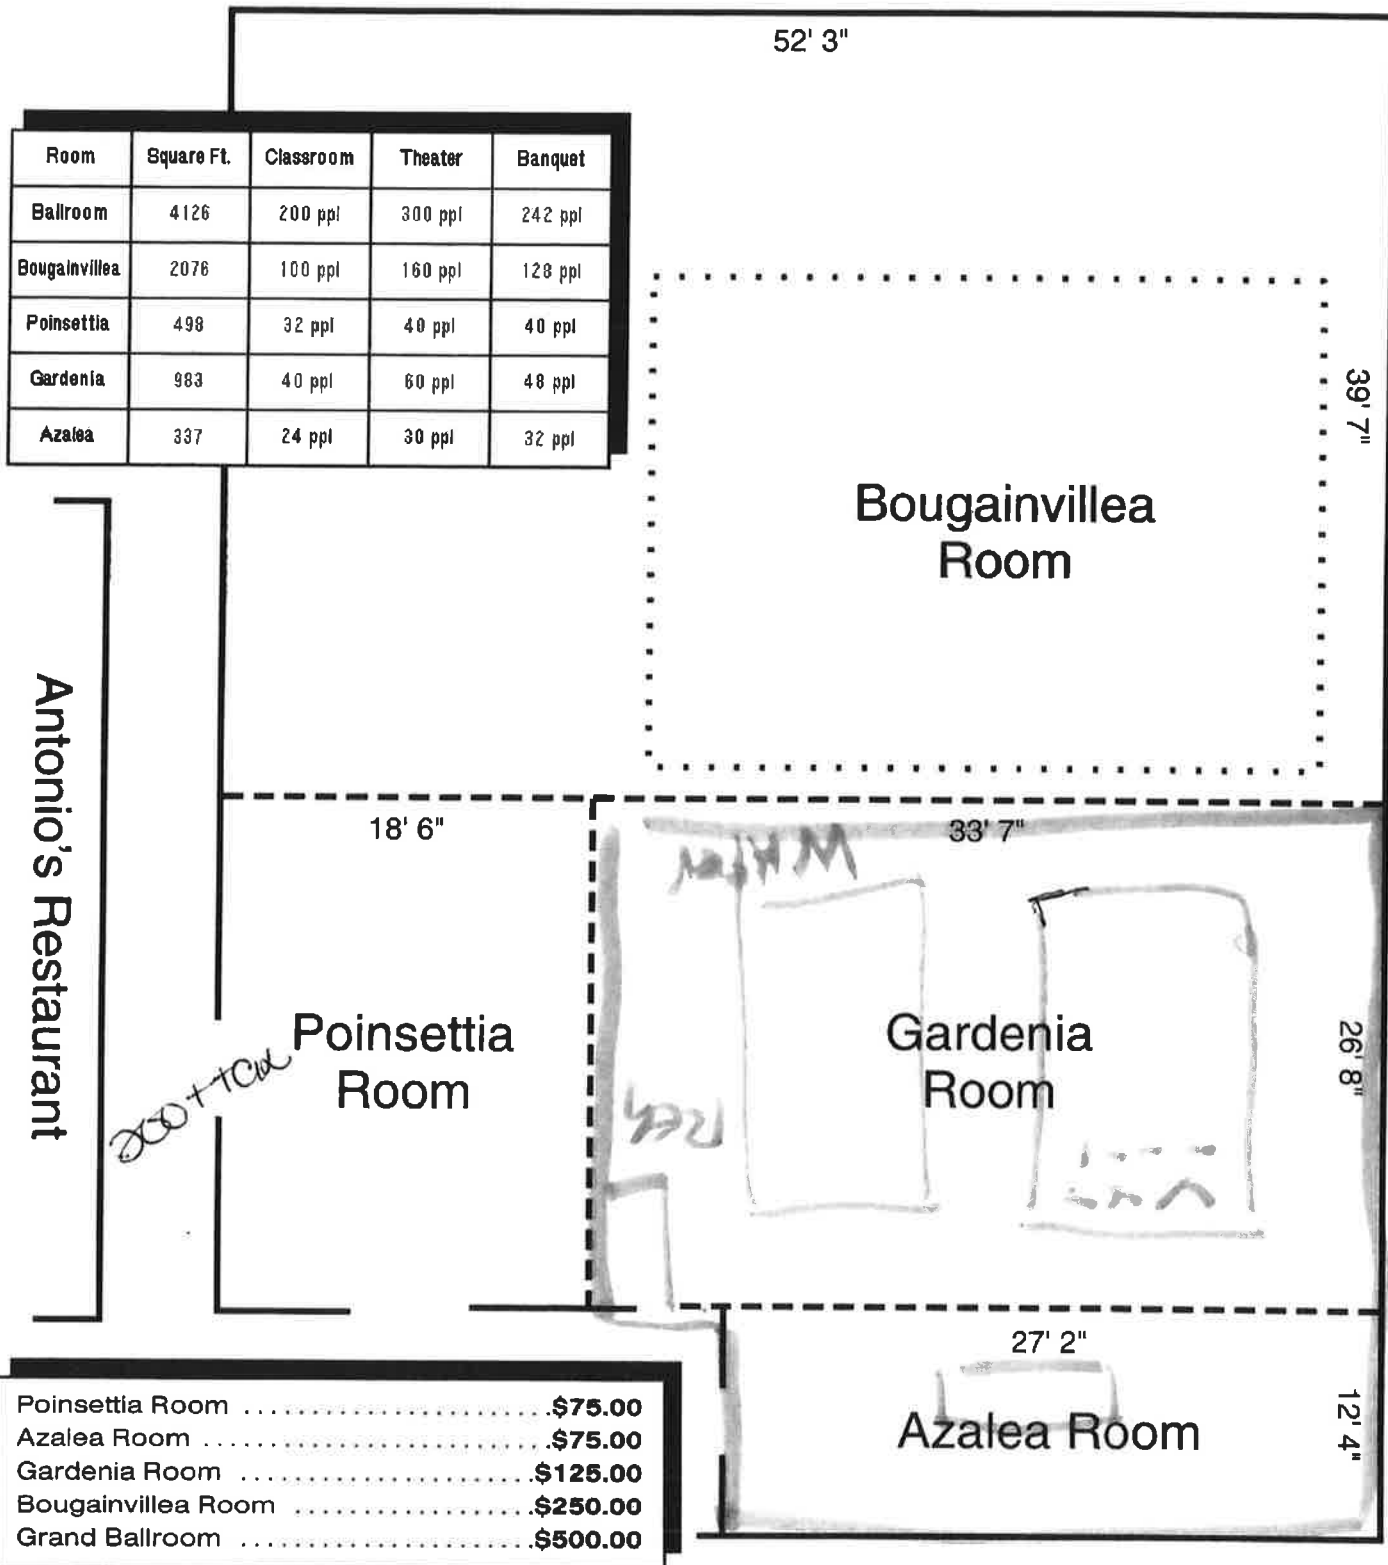 52' 3"
Room Square Ft. Classroom Theater Banquet
Ballroom 4126 200 ppl 300 ppl 242 ppl
Bougainvillea 2076 100 ppl 160 ppl 128 ppl
Poinsettia 498 32 ppl 40 ppl 40 ppl
Gardenia 983 40 ppl 60 ppl 48 ppl
Azalea 337 24 ppl 30 ppl 32 ppl
39' 7"
Bougainvillea
Room
Antonio's Restaurant
18' 6"
33' 7"
Poinsettia
Room
200 + tax
Gardenia
Room
26' 8"
27' 2"
Azalea Room
12' 4"
Poinsettia Room ........................$75.00
Azalea Room ...........................$75.00
Gardenia Room .......................$125.00
Bougainvillea Room ...................$250.00
Grand Ballroom .......................$500.00